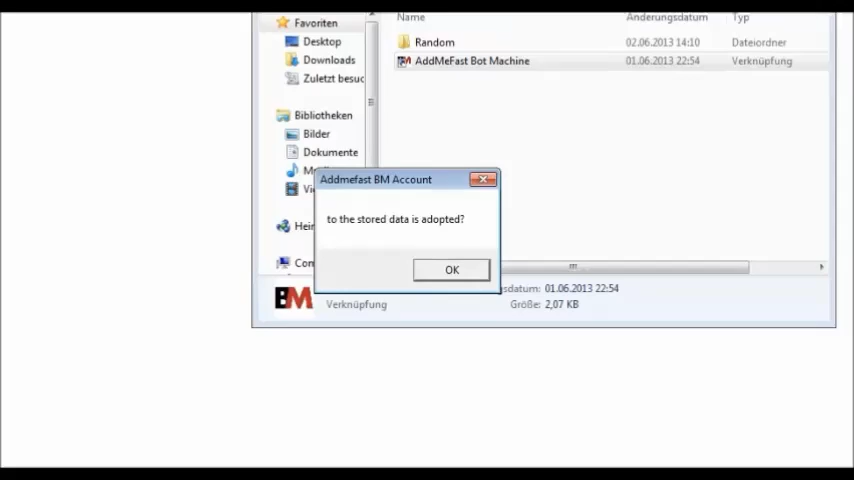 Favoriten
Desktop
Downloads
Zuletzt besuc
Bibliotheken
Bilder
Dokumente
Name Änderungsdatum Typ
Random 02.06.2013 14:10 Dateiordner
AddMeFast Bot Machine 01.06.2013 22:54 Verknüpfung
Addmefast BM Account
to the stored data is adopted?
OK
BM
gsdatum: 01.06.2013 22:54
Verknüpfung Größe: 2,07 KB